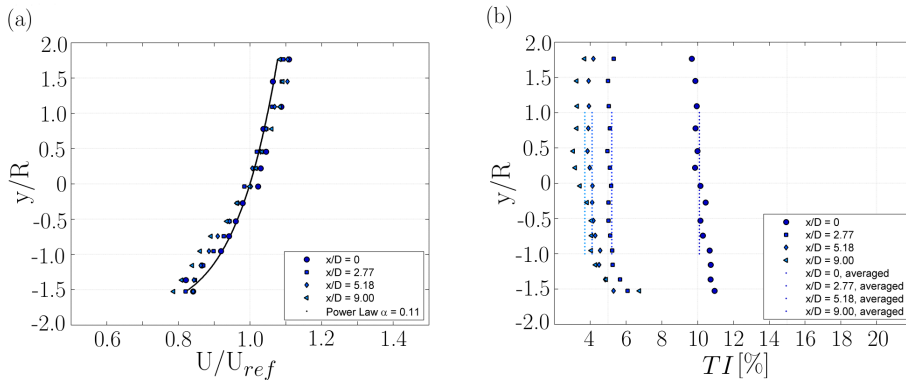 (a)
2.0
1.5
1.0
0.5
0
-0.5
-1.0
-1.5
-2.0
y/R
0.6
0.8
1.0
1.2
1.4
U/U_ref
x/D = 0
x/D = 2.77
x/D = 5.18
x/D = 9.00
Power Law α = 0.11
(b)
2.0
1.5
1.0
0.5
0
-0.5
-1.0
-1.5
-2.0
y/R
4 6 8 10 12 14 16 18 20
TI[%]
x/D = 0
x/D = 2.77
x/D = 5.18
x/D = 9.00
x/D = 0, averaged
x/D = 2.77, averaged
x/D = 5.18, averaged
x/D = 9.00, averaged